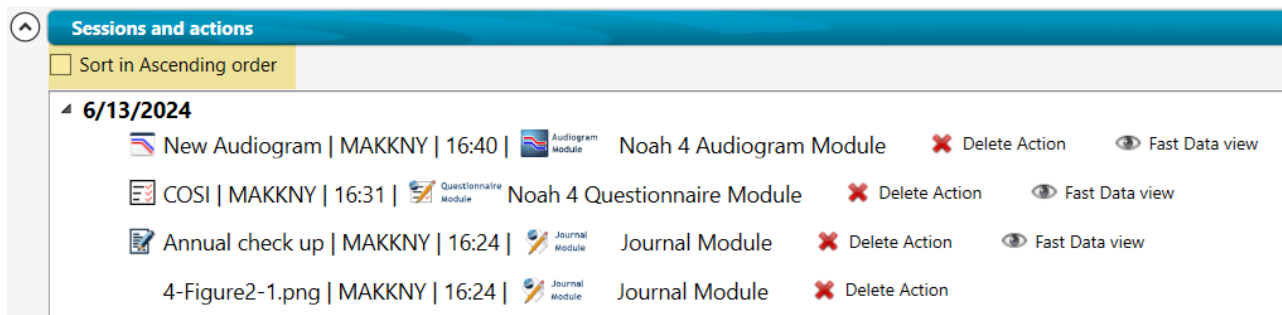 Sessions and actions
Sort in Ascending order
6/13/2024
New Audiogram | MAKKNY | 16:40 | Audiogram Module Noah 4 Audiogram Module Delete Action Fast Data view
COSI | MAKKNY | 16:31 | Questionnaire Module Noah 4 Questionnaire Module Delete Action Fast Data view
Annual check up | MAKKNY | 16:24 | Journal Module Journal Module Delete Action Fast Data view
4-Figure2-1.png | MAKKNY | 16:24 | Journal Module Journal Module Delete Action